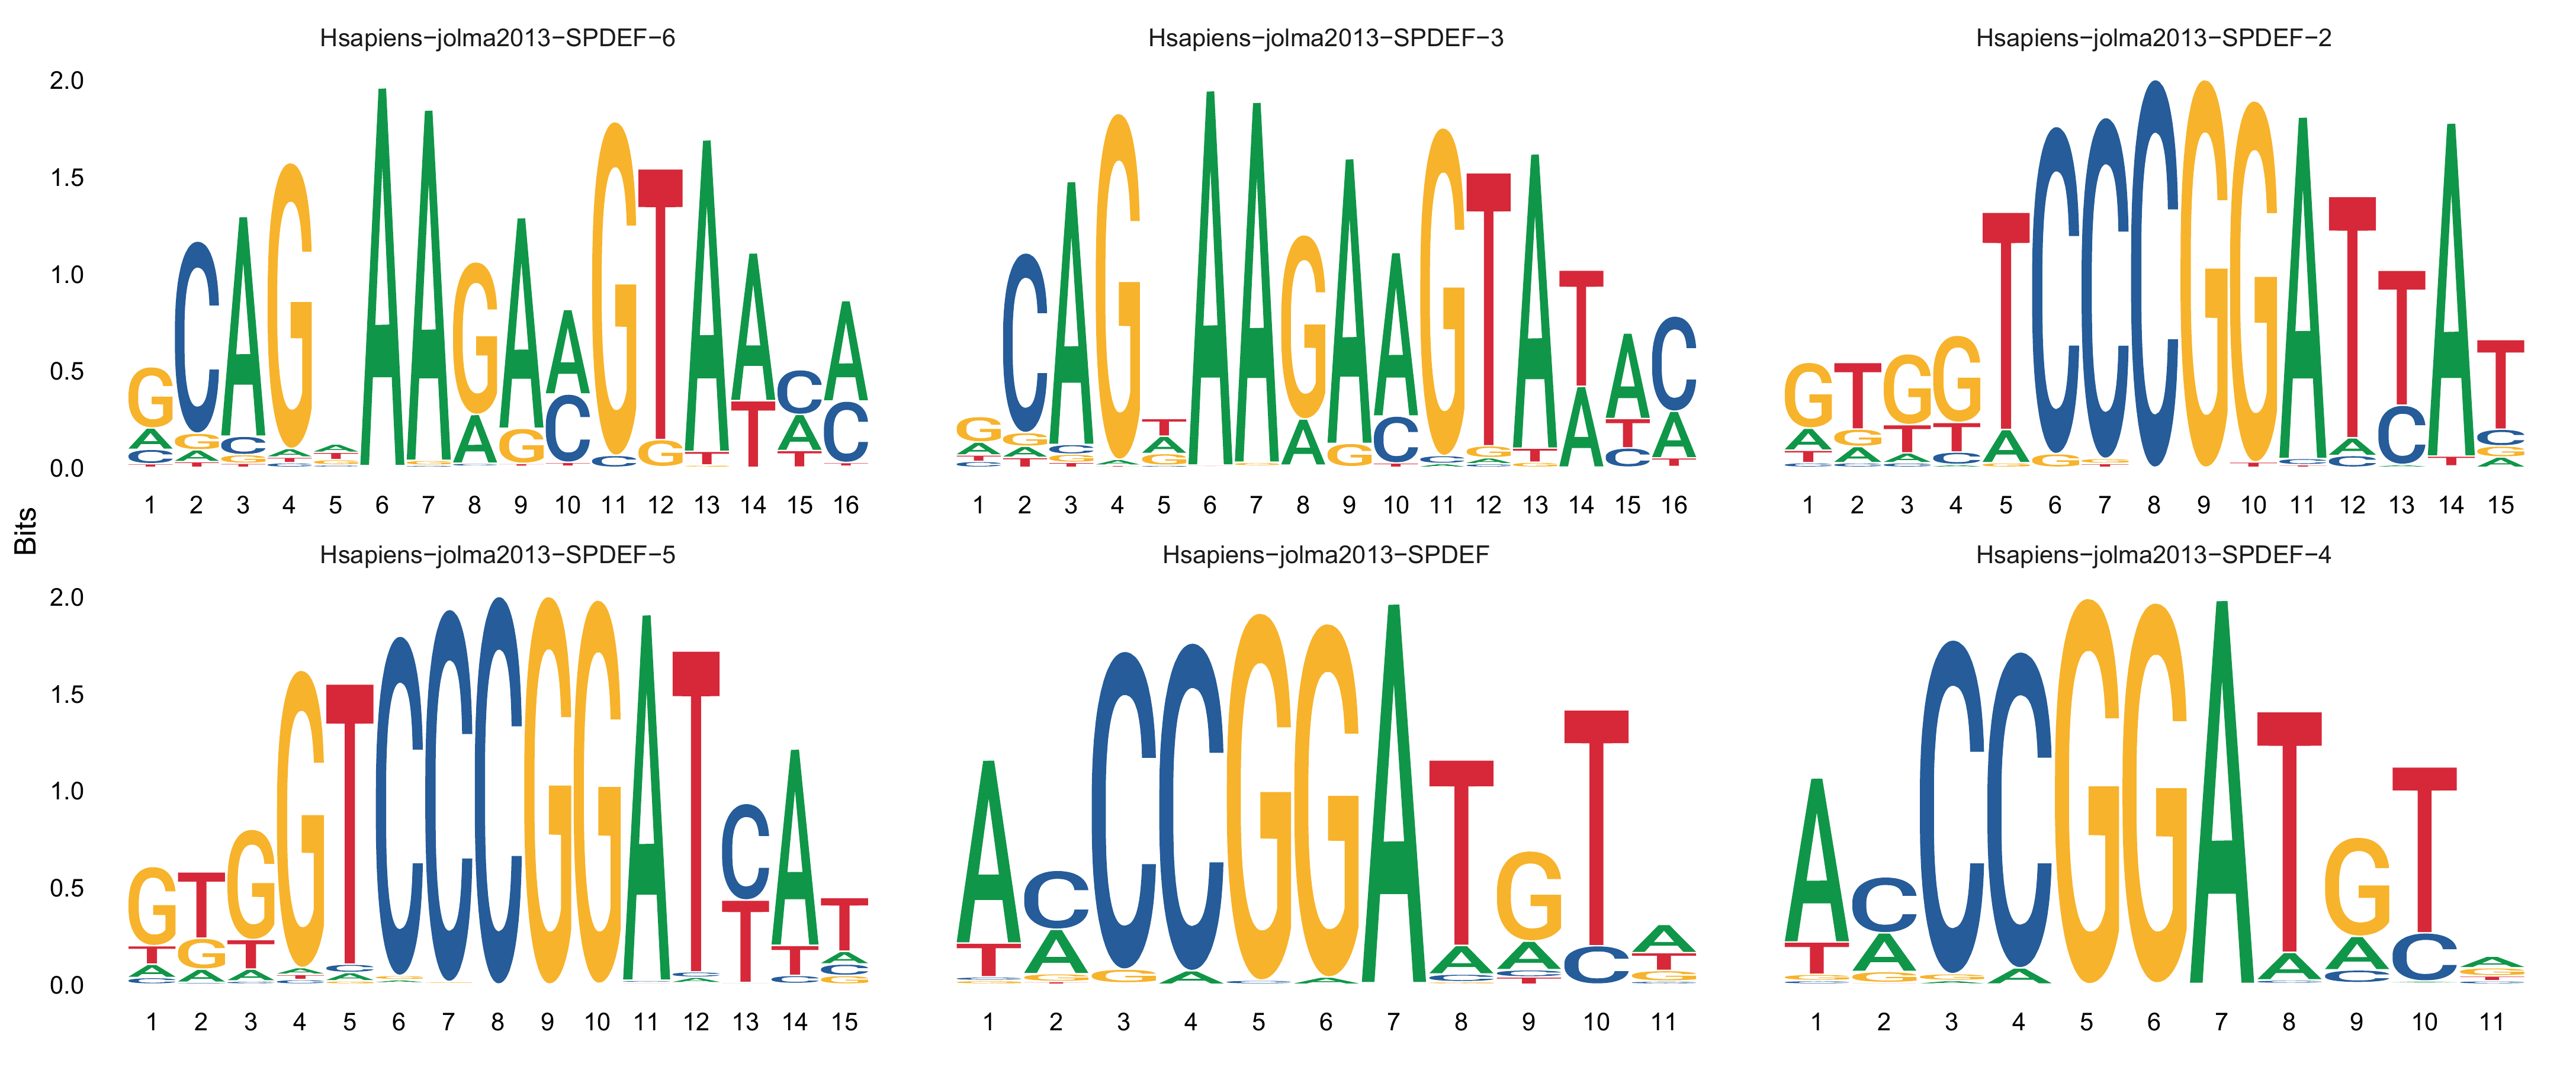 Hsapiens−jolma2013−SPDEF−6
Hsapiens−jolma2013−SPDEF−3
Hsapiens−jolma2013−SPDEF−2
2.0
1.5
1.0
0.5
0.0
1 2 3 4 5 6 7 8 9 10 11 12 13 14 15 16
1 2 3 4 5 6 7 8 9 10 11 12 13 14 15 16
1 2 3 4 5 6 7 8 9 10 11 12 13 14 15
Bits
Hsapiens−jolma2013−SPDEF−5
Hsapiens−jolma2013−SPDEF
Hsapiens−jolma2013−SPDEF−4
2.0
1.5
1.0
0.5
0.0
1 2 3 4 5 6 7 8 9 10 11 12 13 14 15
1 2 3 4 5 6 7 8 9 10 11
1 2 3 4 5 6 7 8 9 10 11